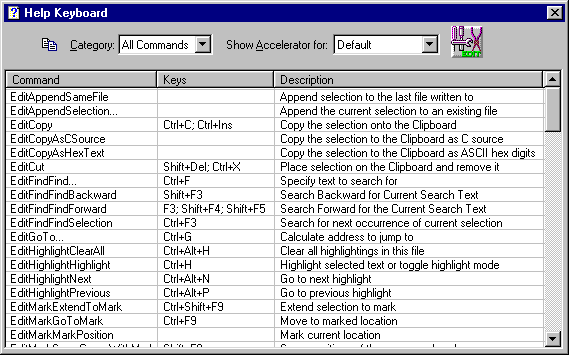 Help Keyboard
Category: All Commands Show Accelerator for: Default
Command Keys Description
EditAppendSameFile Append selection to the last file written to
EditAppendSelection... Append the current selection to an existing file
EditCopy Ctrl+C; Ctrl+Ins Copy the selection onto the Clipboard
EditCopyAsCSource Copy the selection to the Clipboard as C source
EditCopyAsHexText Copy the selection to the Clipboard as ASCII hex digits
EditCut Shift+Del; Ctrl+X Place selection on the Clipboard and remove it
EditFindFind... Ctrl+F Specify text to search for
EditFindFindBackward Shift+F3 Search Backward for Current Search Text
EditFindFindForward F3; Shift+F4; Shift+F5 Search Forward for the Current Search Text
EditFindFindSelection Ctrl+F3 Search for next occurrence of current selection
EditGoTo... Ctrl+G Calculate address to jump to
EditHighlightClearAll Ctrl+Alt+H Clear all highlightings in this file
EditHighlightHighlight Ctrl+H Highlight selected text or toggle highlight mode
EditHighlightNext Ctrl+Alt+N Go to next highlight
EditHighlightPrevious Ctrl+Alt+P Go to previous highlight
EditMarkExtendToMark Ctrl+Shift+F9 Extend selection to mark
EditMarkGoToMark Ctrl+F9 Move to marked location
EditMarkMarkPosition Mark current location